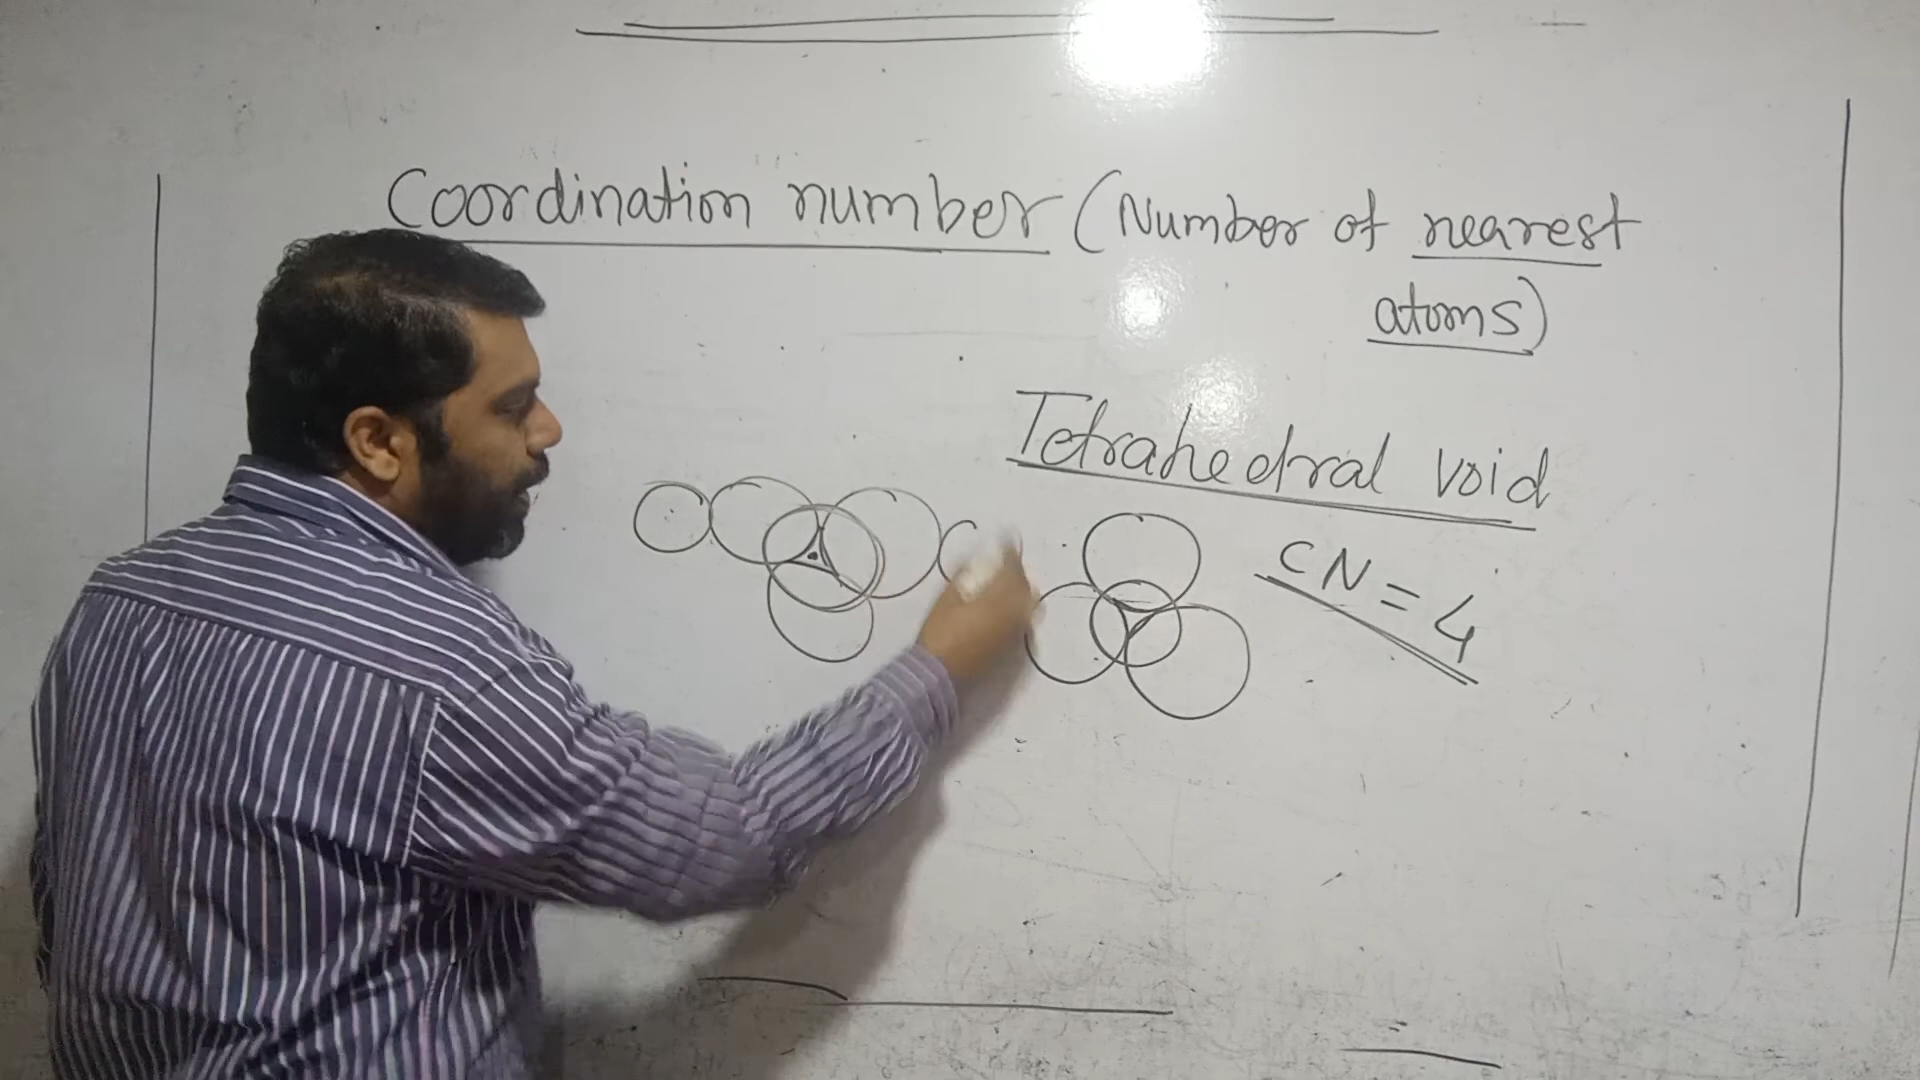 Coordination number (Number of nearest
atoms)
Tetrahedral void
CN = 4